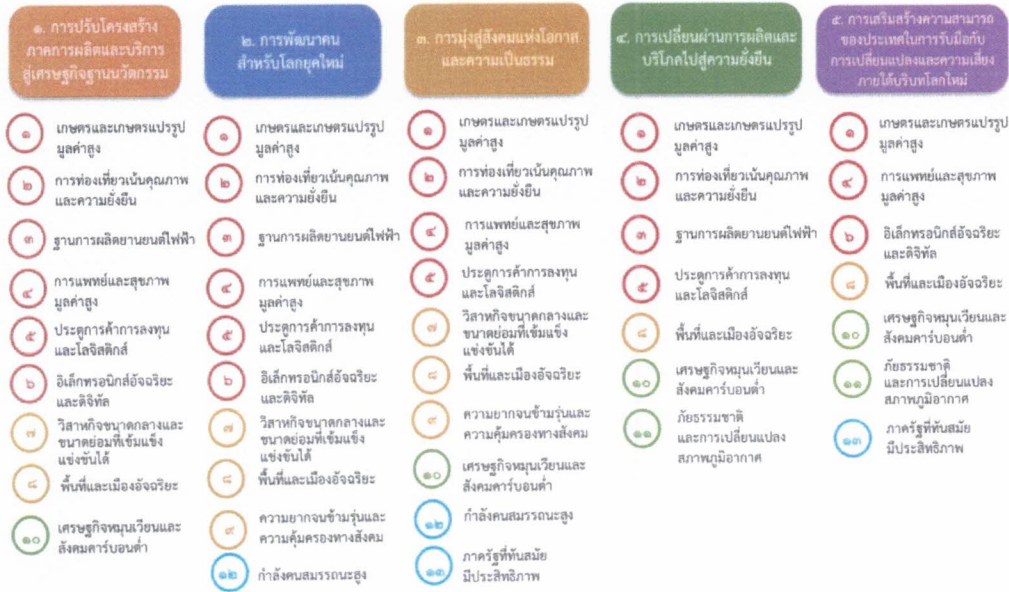 ๑. การปรับโครงสร้าง
ภาคการผลิตและบริการ
สู่เศรษฐกิจฐานนวัตกรรม
๑
เกษตรและเกษตรแปรรูป
มูลค่าสูง
๒
การท่องเที่ยวเน้นคุณภาพ
และความยั่งยืน
๓
ฐานการผลิตยานยนต์ไฟฟ้า
๔
การแพทย์และสุขภาพ
มูลค่าสูง
๕
ประตูการค้าการลงทุน
และโลจิสติกส์
๖
อิเล็กทรอนิกส์อัจฉริยะ
และดิจิทัล
๗
วิสาหกิจขนาดกลางและ
ขนาดย่อมที่เข้มแข็ง
แข่งขันได้
๘
พื้นที่และเมืองอัจฉริยะ
๑๐
เศรษฐกิจหมุนเวียนและ
สังคมคาร์บอนต่ำ
๒. การพัฒนาคน
สำหรับโลกยุคใหม่
๑
เกษตรและเกษตรแปรรูป
มูลค่าสูง
๒
การท่องเที่ยวเน้นคุณภาพ
และความยั่งยืน
๓
ฐานการผลิตยานยนต์ไฟฟ้า
๔
การแพทย์และสุขภาพ
มูลค่าสูง
๕
ประตูการค้าการลงทุน
และโลจิสติกส์
๖
อิเล็กทรอนิกส์อัจฉริยะ
และดิจิทัล
๗
วิสาหกิจขนาดกลางและ
ขนาดย่อมที่เข้มแข็ง
แข่งขันได้
๘
พื้นที่และเมืองอัจฉริยะ
๙
ความยากจนข้ามรุ่นและ
ความคุ้มครองทางสังคม
๑๒
กำลังคนสมรรถนะสูง
๓. การมุ่งสู่สังคมแห่งโอกาส
และความเป็นธรรม
๑
เกษตรและเกษตรแปรรูป
มูลค่าสูง
๒
การท่องเที่ยวเน้นคุณภาพ
และความยั่งยืน
๔
การแพทย์และสุขภาพ
มูลค่าสูง
๕
ประตูการค้าการลงทุน
และโลจิสติกส์
๗
วิสาหกิจขนาดกลางและ
ขนาดย่อมที่เข้มแข็ง
แข่งขันได้
๘
พื้นที่และเมืองอัจฉริยะ
๙
ความยากจนข้ามรุ่นและ
ความคุ้มครองทางสังคม
๑๐
เศรษฐกิจหมุนเวียนและ
สังคมคาร์บอนต่ำ
๑๒
กำลังคนสมรรถนะสูง
๑๓
ภาครัฐที่ทันสมัย
มีประสิทธิภาพ
๔. การเปลี่ยนผ่านการผลิตและ
บริโภคไปสู่ความยั่งยืน
๑
เกษตรและเกษตรแปรรูป
มูลค่าสูง
๒
การท่องเที่ยวเน้นคุณภาพ
และความยั่งยืน
๓
ฐานการผลิตยานยนต์ไฟฟ้า
๕
ประตูการค้าการลงทุน
และโลจิสติกส์
๘
พื้นที่และเมืองอัจฉริยะ
๑๐
เศรษฐกิจหมุนเวียนและ
สังคมคาร์บอนต่ำ
๑๑
ภัยธรรมชาติ
และการเปลี่ยนแปลง
สภาพภูมิอากาศ
๕. การเสริมสร้างความสามารถ
ของประเทศในการรับมือกับ
การเปลี่ยนแปลงและความเสี่ยง
ภายใต้บริบทโลกใหม่
๑
เกษตรและเกษตรแปรรูป
มูลค่าสูง
๔
การแพทย์และสุขภาพ
มูลค่าสูง
๖
อิเล็กทรอนิกส์อัจฉริยะ
และดิจิทัล
๘
พื้นที่และเมืองอัจฉริยะ
๑๐
เศรษฐกิจหมุนเวียนและ
สังคมคาร์บอนต่ำ
๑๑
ภัยธรรมชาติ
และการเปลี่ยนแปลง
สภาพภูมิอากาศ
๑๓
ภาครัฐที่ทันสมัย
มีประสิทธิภาพ